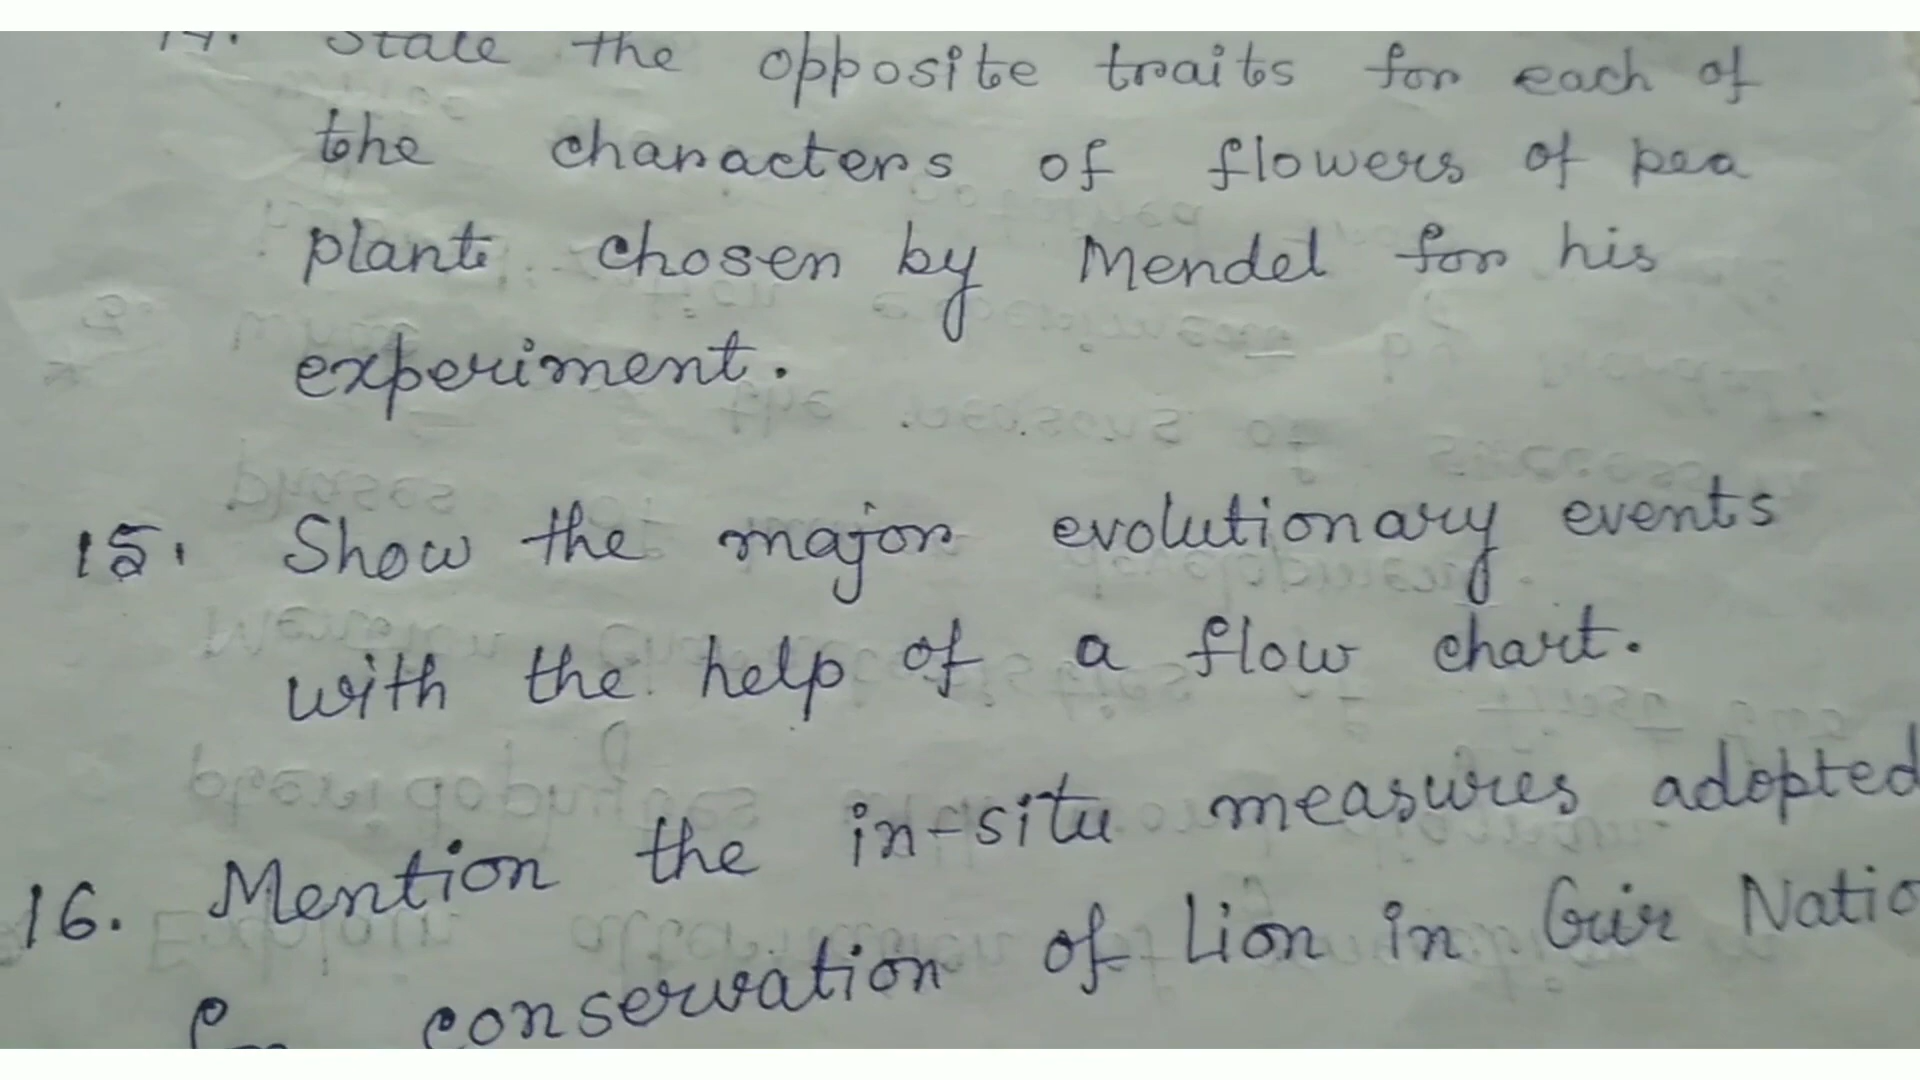 14. State the opposite traits for each of
the characters of flowers of pea
plant chosen by Mendel for his
experiment.
15. Show the major evolutionary events
with the help of a flow chart.
16. Mention the in-situ measures adopted
conservation of Lion in Gir Natio